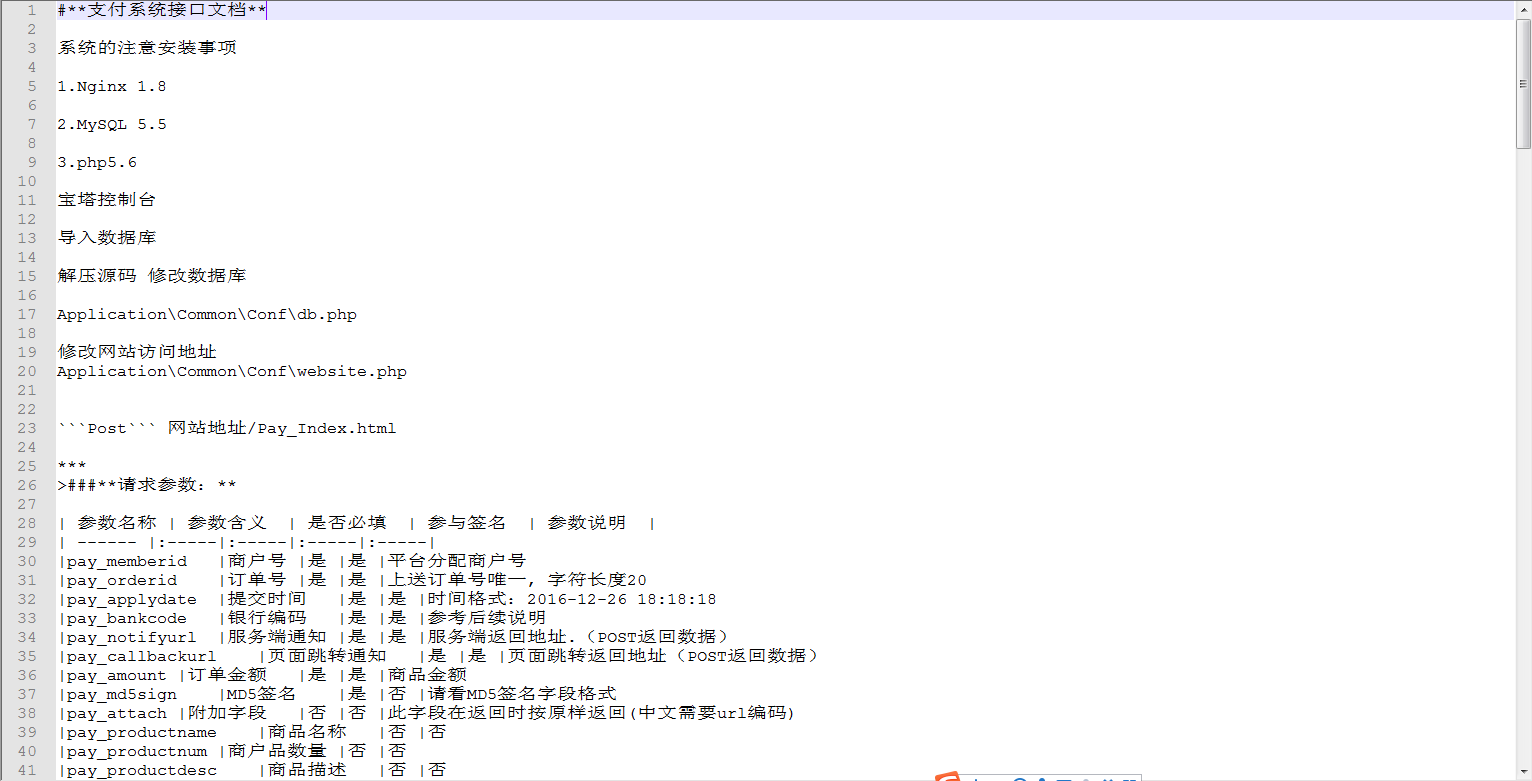 1 #**支付系统接口文档**
2
3 系统的注意安装事项
4
5 1.Nginx 1.8
6
7 2.MySQL 5.5
8
9 3.php5.6
10
11 宝塔控制台
12
13 导入数据库
14
15 解压源码 修改数据库
16
17 Application\Common\Conf\db.php
18
19 修改网站访问地址
20 Application\Common\Conf\website.php
21
22
23 ```Post``` 网站地址/Pay_Index.html
24
25 ***
26 >###**请求参数：**
27
28 | 参数名称 | 参数含义 | 是否必填 | 参与签名 | 参数说明 |
29 | ------ |:-----|:-----|:-----|:-----|
30 |pay_memberid |商户号 |是 |是 |平台分配商户号
31 |pay_orderid |订单号 |是 |是 |上送订单号唯一, 字符长度20
32 |pay_applydate |提交时间 |是 |是 |时间格式：2016-12-26 18:18:18
33 |pay_bankcode |银行编码 |是 |是 |参考后续说明
34 |pay_notifyurl |服务端通知 |是 |是 |服务端返回地址.（POST返回数据）
35 |pay_callbackurl |页面跳转通知 |是 |是 |页面跳转返回地址（POST返回数据）
36 |pay_amount |订单金额 |是 |是 |商品金额
37 |pay_md5sign |MD5签名 |是 |否 |请看MD5签名字段格式
38 |pay_attach |附加字段 |否 |否 |此字段在返回时按原样返回(中文需要url编码)
39 |pay_productname |商品名称 |否 |否
40 |pay_productnum |商户品数量 |否 |否
41 |pay_productdesc |商品描述 |否 |否